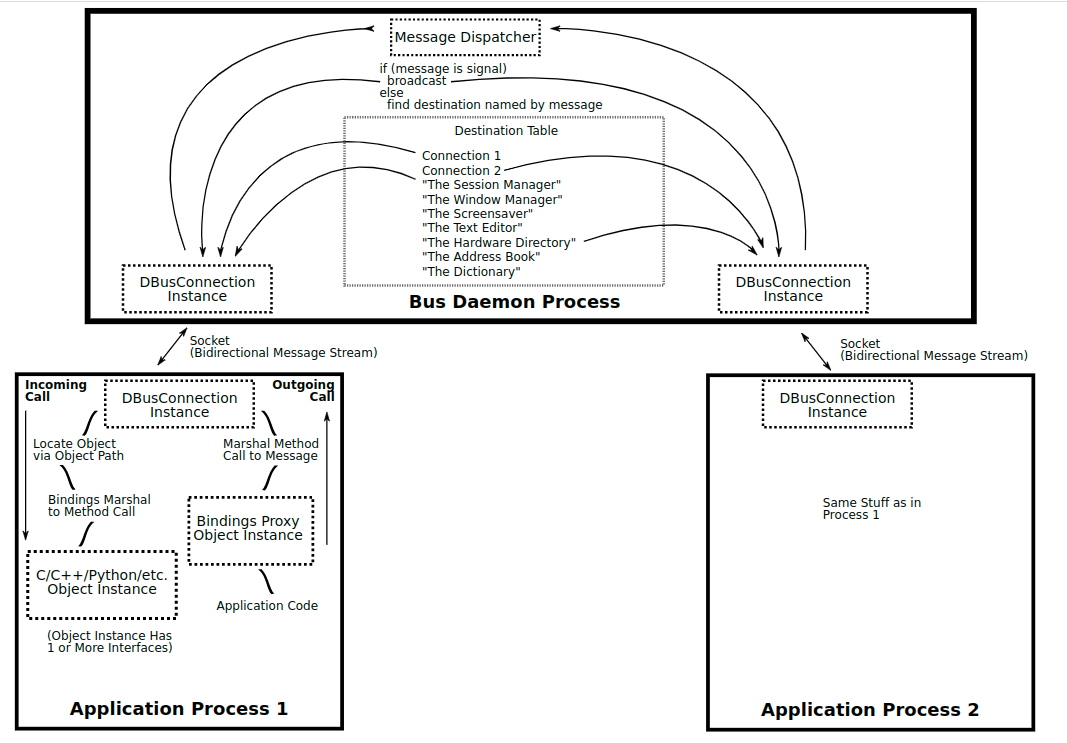 Message Dispatcher
if (message is signal)
broadcast
else
find destination named by message
Destination Table
Connection 1
Connection 2
"The Session Manager"
"The Window Manager"
"The Screensaver"
"The Text Editor"
"The Hardware Directory"
"The Address Book"
"The Dictionary"
DBusConnection
Instance
DBusConnection
Instance
Bus Daemon Process
Socket
(Bidirectional Message Stream)
Socket
(Bidirectional Message Stream)
Incoming
Call
DBusConnection
Instance
Outgoing
Call
Locate Object
via Object Path
Marshal Method
Call to Message
Bindings Marshal
to Method Call
Bindings Proxy
Object Instance
C/C++/Python/etc.
Object Instance
Application Code
(Object Instance Has
1 or More Interfaces)
Application Process 1
DBusConnection
Instance
Same Stuff as in
Process 1
Application Process 2